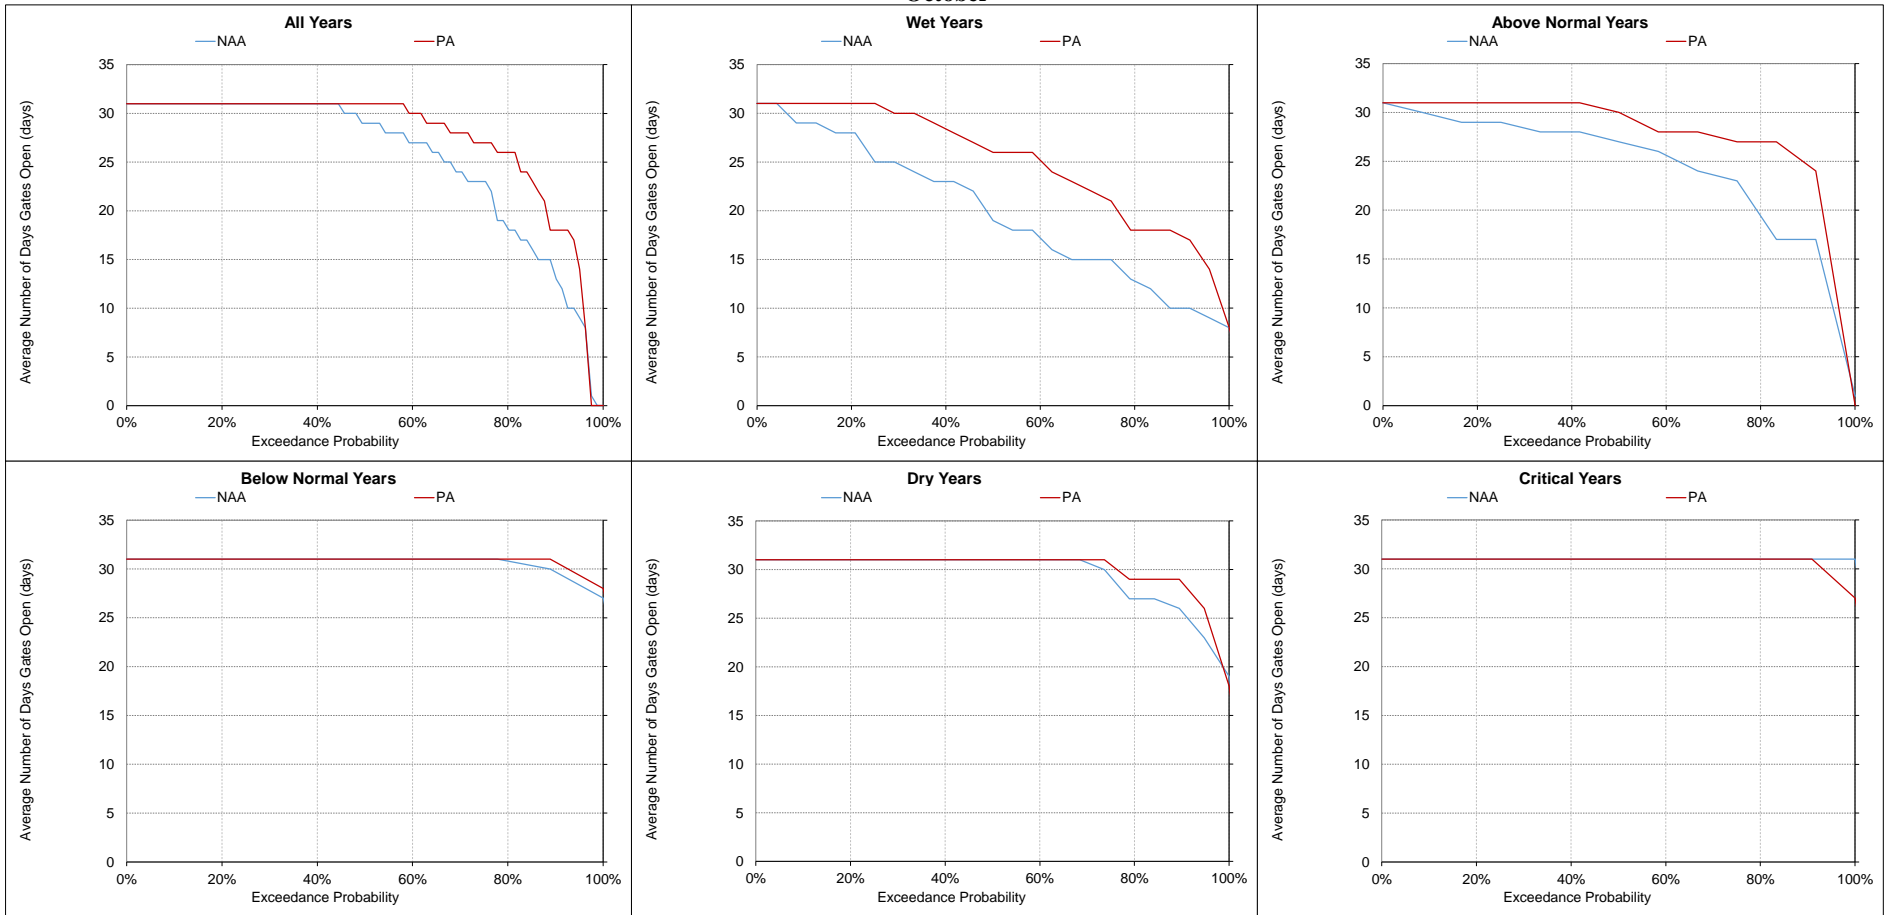 October
All Years
NAA PA
Average Number of Days Gates Open (days)
35
30
25
20
15
10
5
0
0% 20% 40% 60% 80% 100%
Exceedance Probability
Wet Years
NAA PA
Average Number of Days Gates Open (days)
35
30
25
20
15
10
5
0
0% 20% 40% 60% 80% 100%
Exceedance Probability
Above Normal Years
NAA PA
Average Number of Days Gates Open (days)
35
30
25
20
15
10
5
0
0% 20% 40% 60% 80% 100%
Exceedance Probability
Below Normal Years
NAA PA
Average Number of Days Gates Open (days)
35
30
25
20
15
10
5
0
0% 20% 40% 60% 80% 100%
Exceedance Probability
Dry Years
NAA PA
Average Number of Days Gates Open (days)
35
30
25
20
15
10
5
0
0% 20% 40% 60% 80% 100%
Exceedance Probability
Critical Years
NAA PA
Average Number of Days Gates Open (days)
35
30
25
20
15
10
5
0
0% 20% 40% 60% 80% 100%
Exceedance Probability